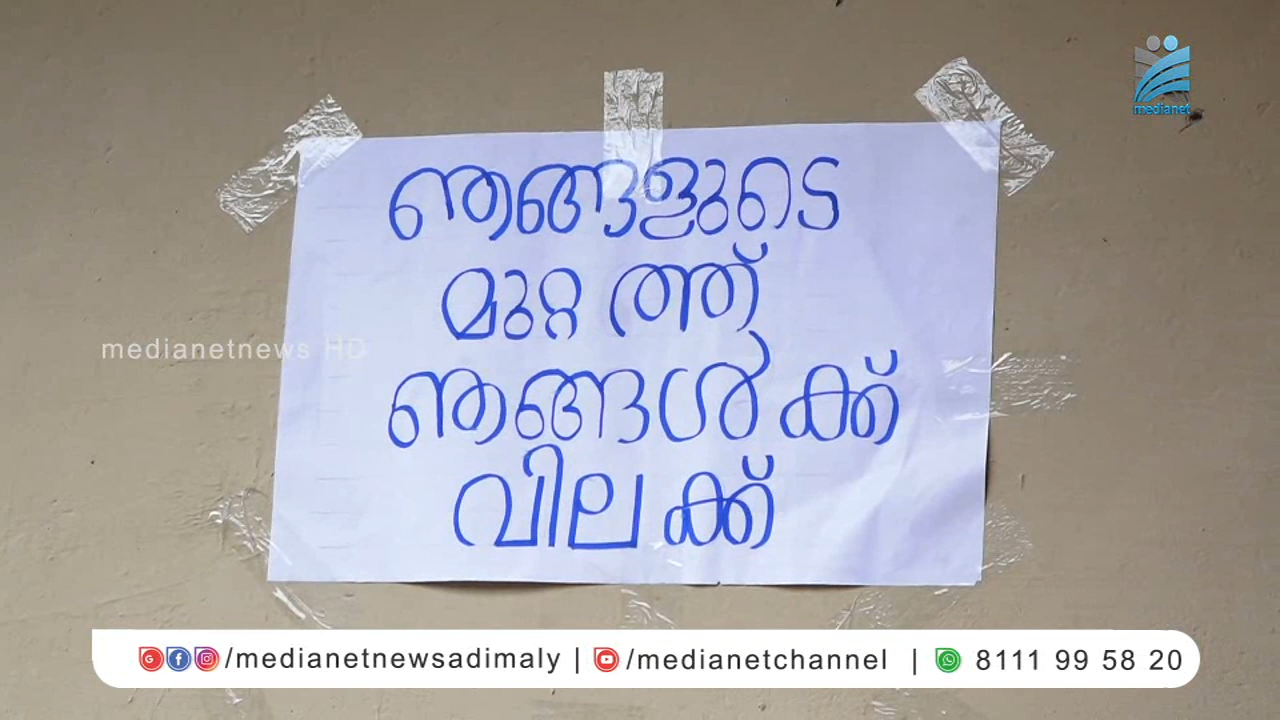 medianet
ഞങ്ങളുടെ
മുറ്റത്ത്
ഞങ്ങൾക്ക്
വിലക്ക്
medianetnews HD
/medianetnewsadimaly | /medianetchannel | 8111 99 58 20